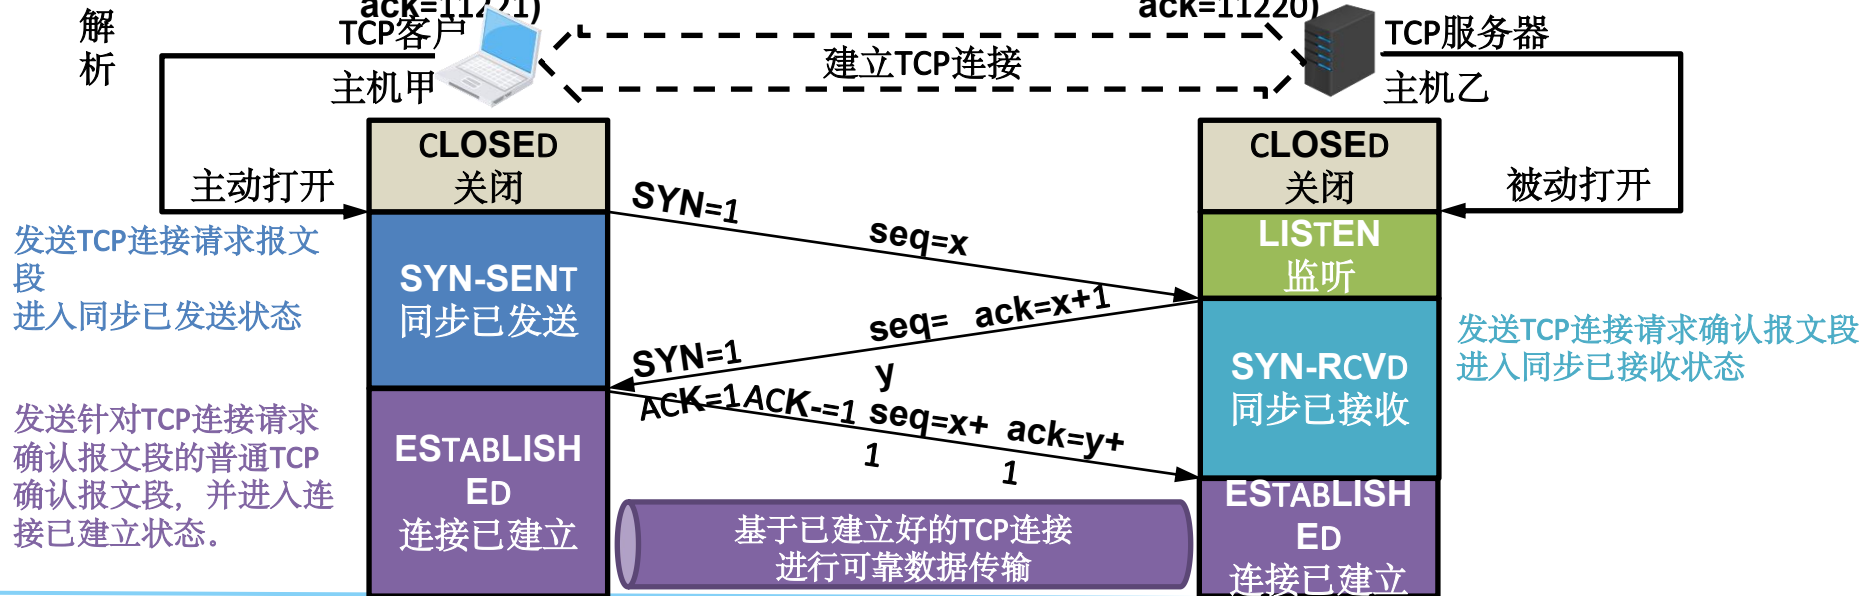 解
析
ack=11221)
ack=11220)
TCP客户
主机甲
建立TCP连接
TCP服务器
主机乙
CLOSED
关闭
CLOSED
关闭
主动打开
被动打开
SYN=1
seq=x
LISTEN
监听
发送TCP连接请求报文
段
进入同步已发送状态
SYN-SENT
同步已发送
SYN=1
seq=
y
ack=x+1
ACK=1
发送TCP连接请求确认报文段
进入同步已接收状态
SYN-RCVD
同步已接收
ACK-=1
seq=x+
1
ack=y+
1
发送针对TCP连接请求
确认报文段的普通TCP
确认报文段，并进入连
接已建立状态。
ESTABLISH
ED
连接已建立
基于已建立好的TCP连接
进行可靠数据传输
ESTABLISH
ED
连接已建立